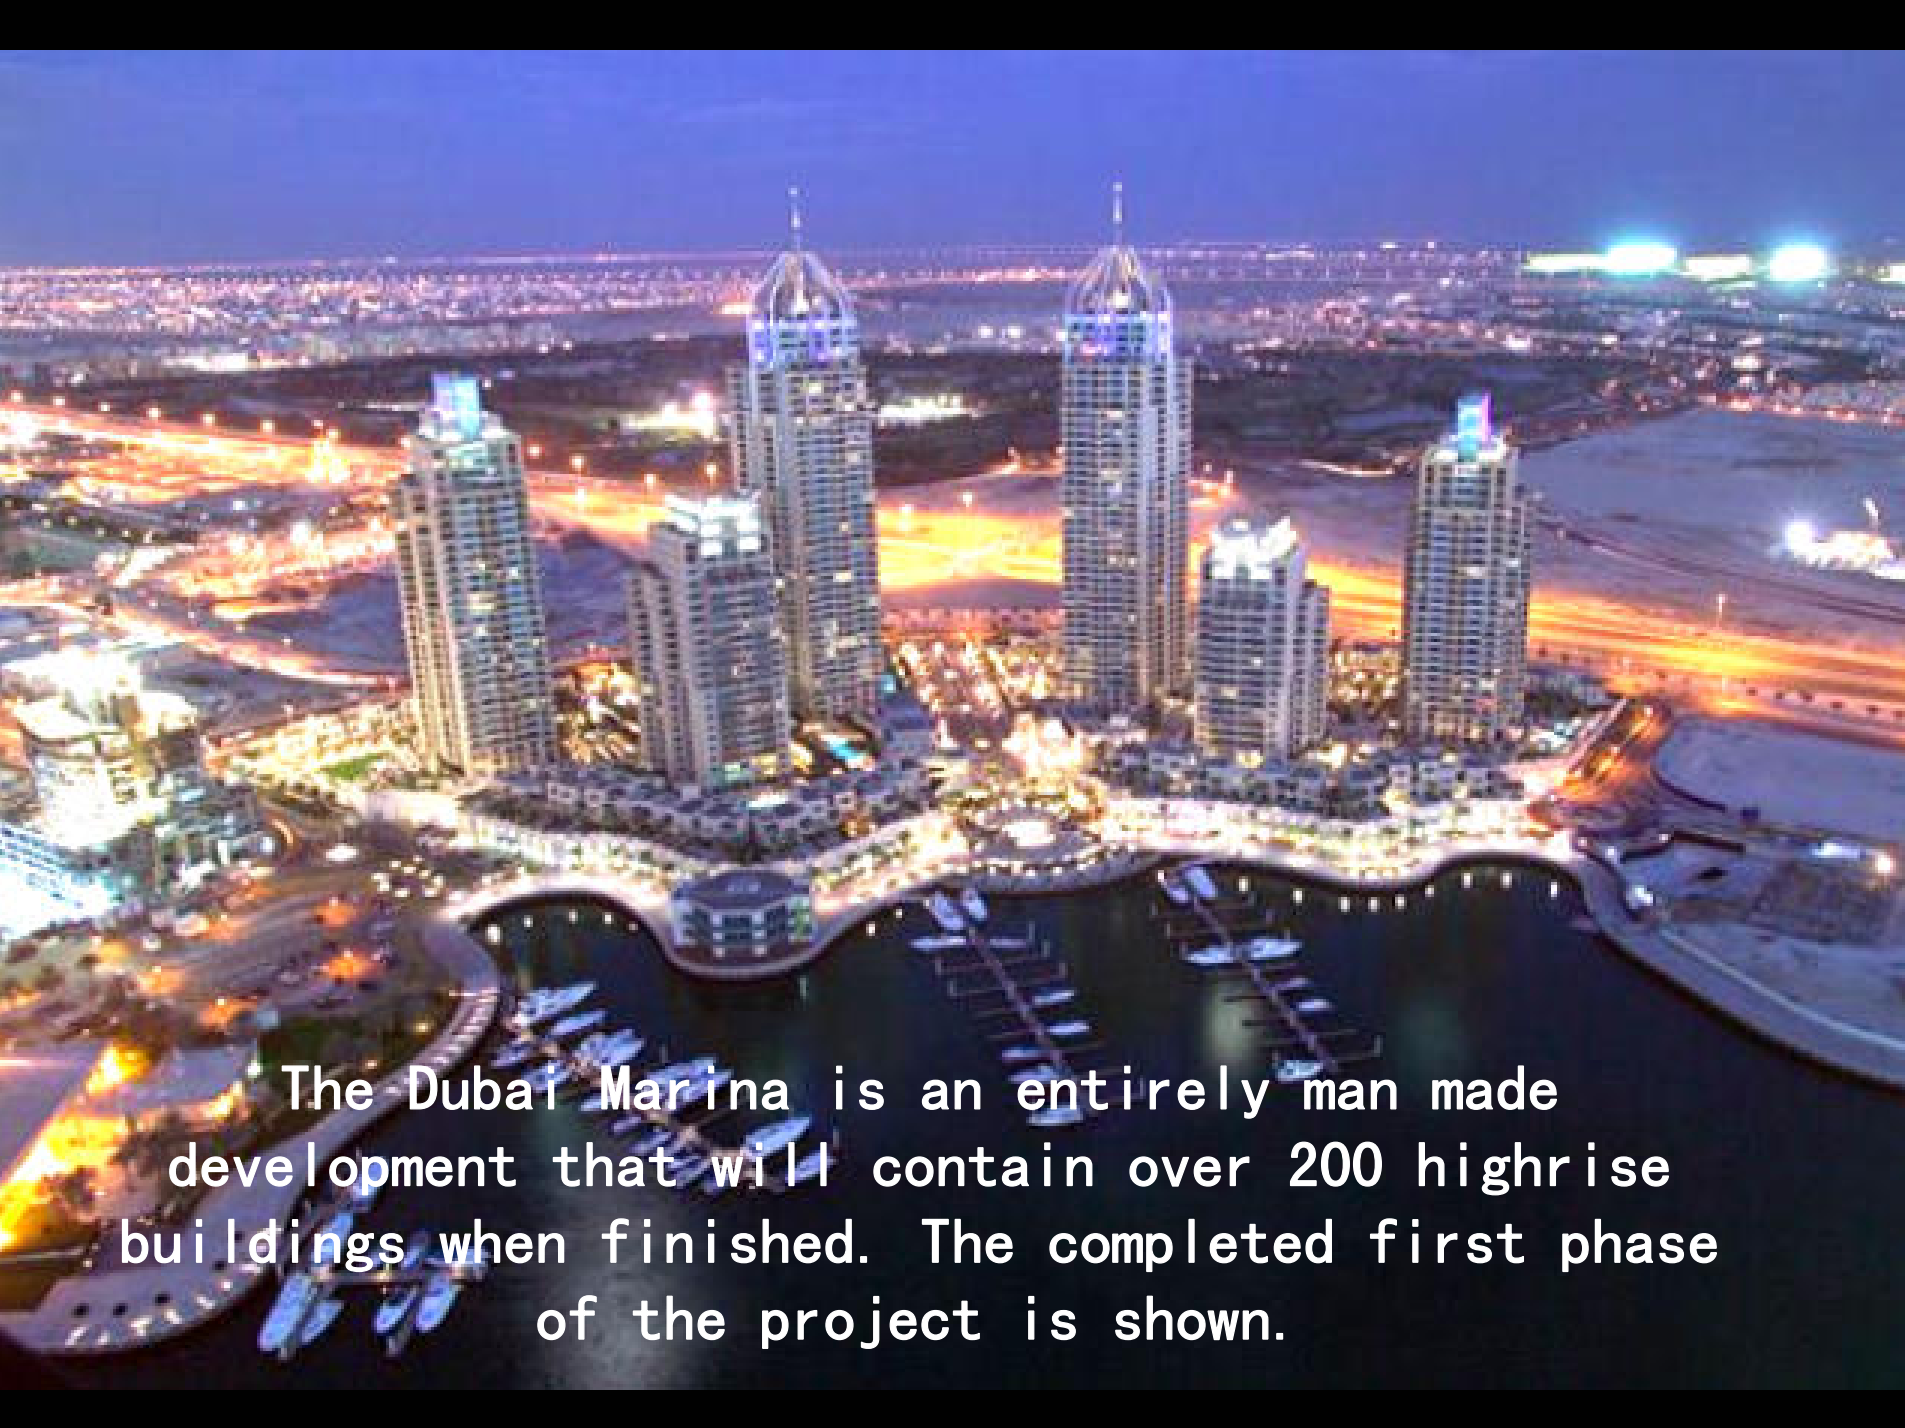 The Dubai Marina is an entirely man made
development that will contain over 200 highrise
buildings when finished. The completed first phase
of the project is shown.